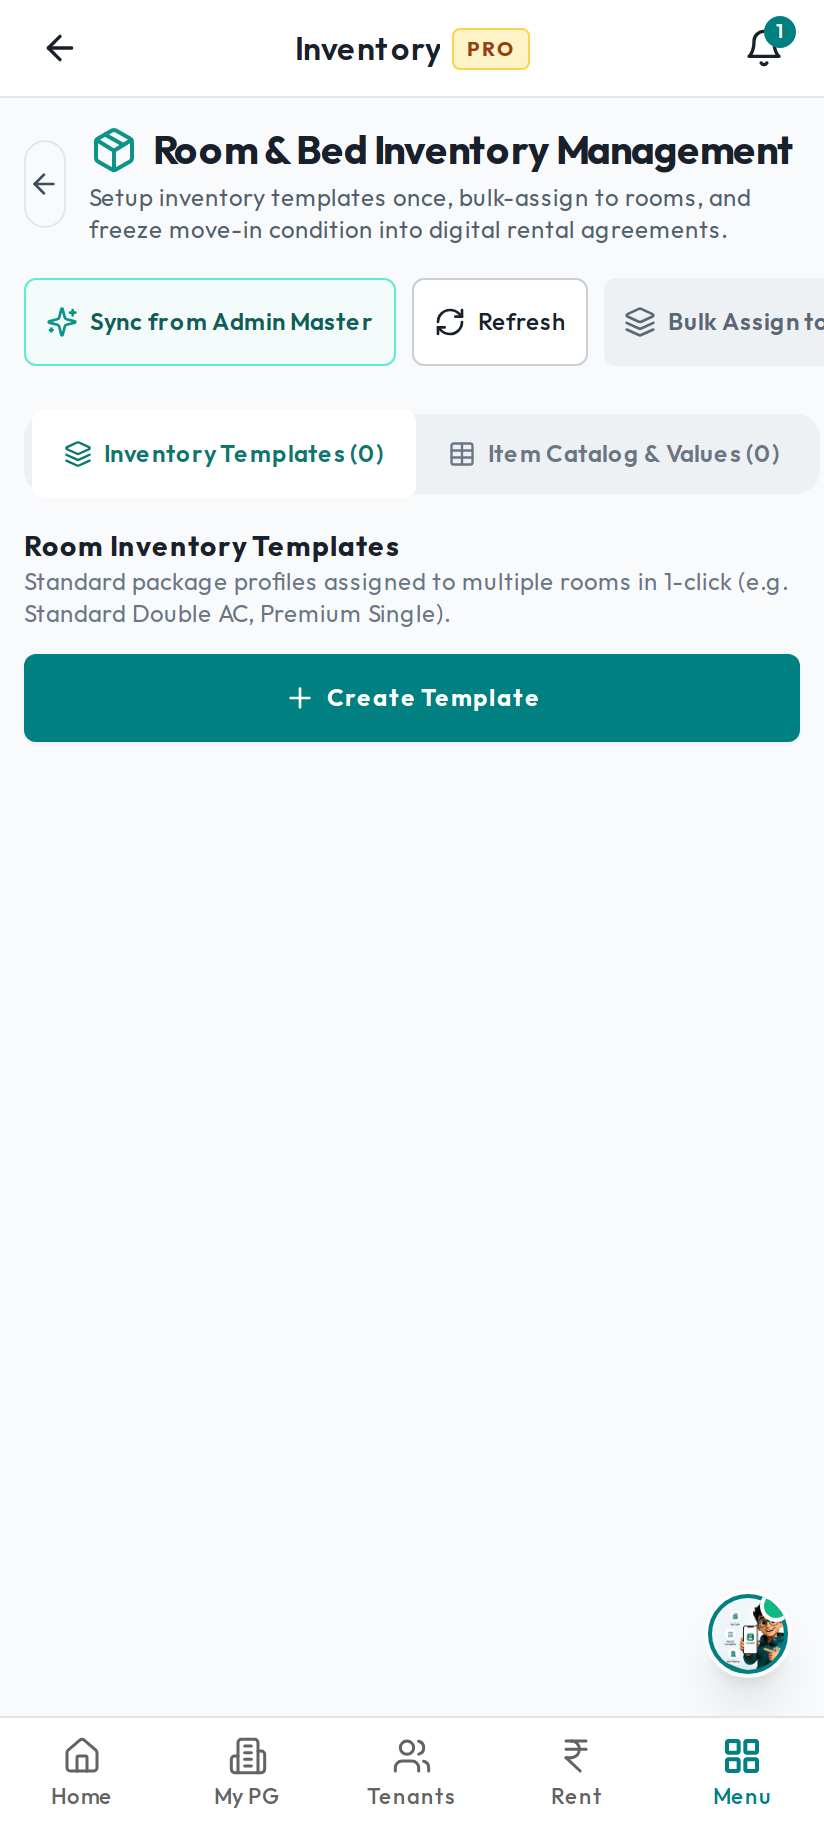 Inventory PRO
1
Room & Bed Inventory Management
Setup inventory templates once, bulk-assign to rooms, and
freeze move-in condition into digital rental agreements.
Sync from Admin Master
Refresh
Bulk Assign to
Inventory Templates (0)
Item Catalog & Values (0)
Room Inventory Templates
Standard package profiles assigned to multiple rooms in 1-click (e.g.
Standard Double AC, Premium Single).
Create Template
Home
My PG
Tenants
Rent
Menu